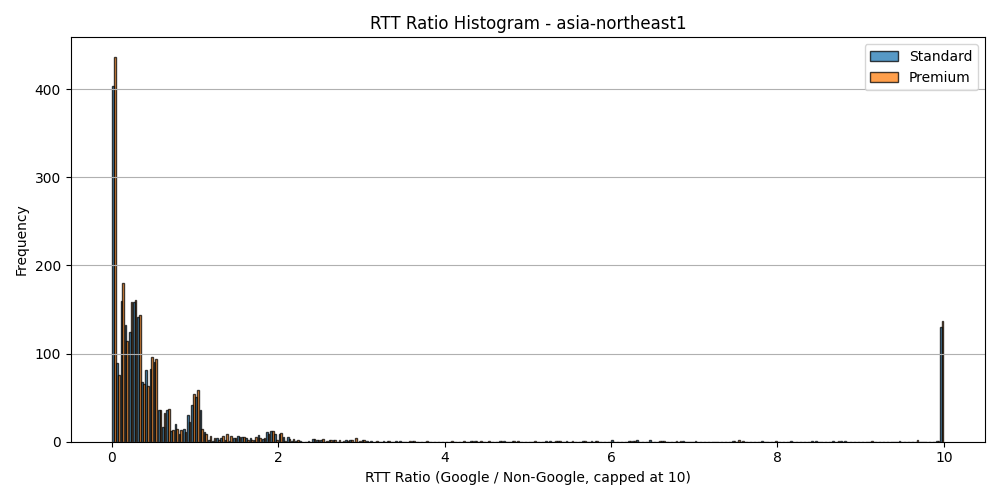 RTT Ratio Histogram - asia-northeast1
Standard
Premium
Frequency
400
300
200
100
0
0 2 4 6 8 10
RTT Ratio (Google / Non-Google, capped at 10)